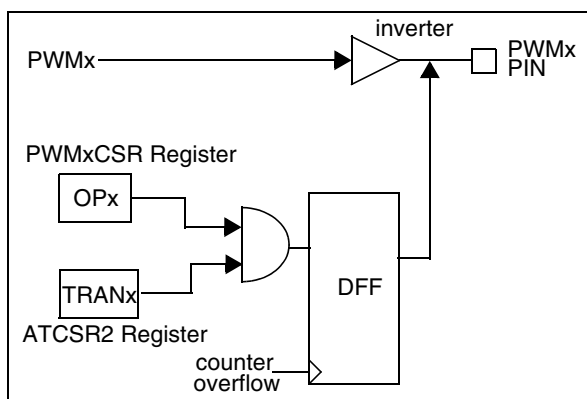 inverter
PWMx
PWMx
PIN
PWMxCSR Register
OPx
TRANx
DFF
ATCSR2 Register
counter
overflow